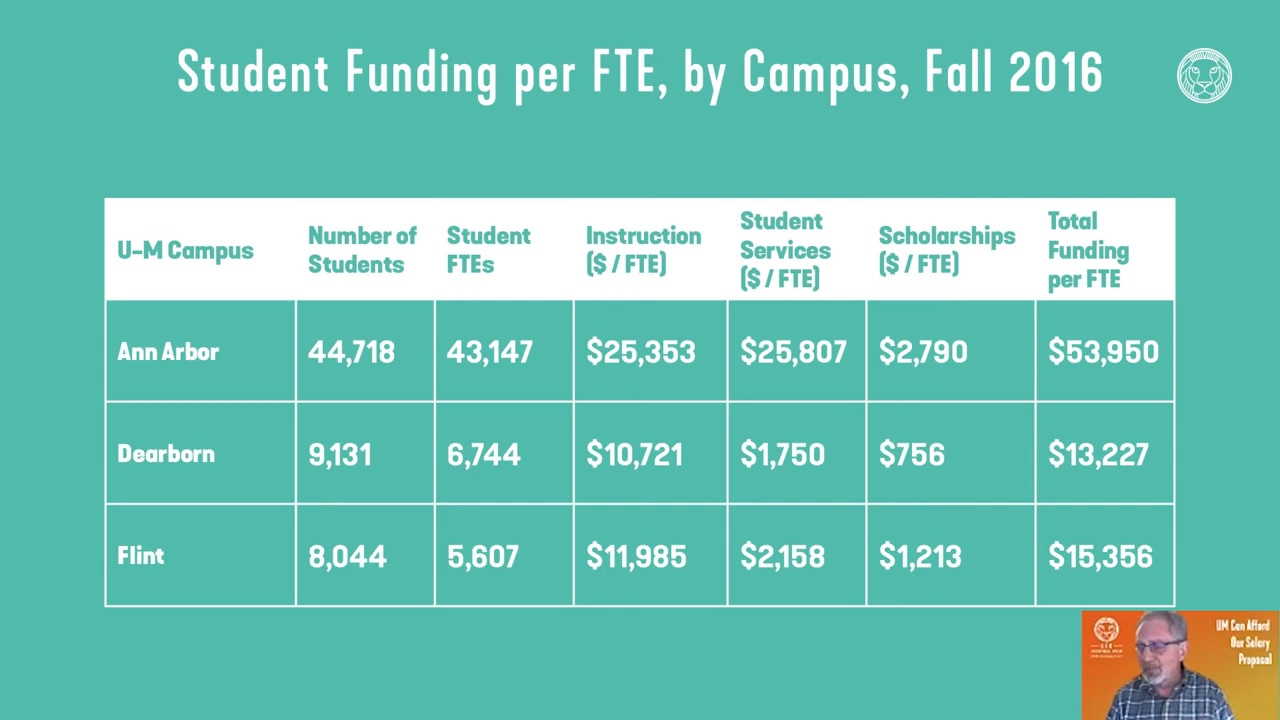 Student Funding per FTE, by Campus, Fall 2016
U-M Campus
Number of
Students
Student
FTEs
Instruction
($ / FTE)
Student
Services
($ / FTE)
Scholarships
($ / FTE)
Total
Funding
per FTE
Ann Arbor 44,718 43,147 $25,353 $25,807 $2,790 $53,950
Dearborn 9,131 6,744 $10,721 $1,750 $756 $13,227
Flint 8,044 5,607 $11,985 $2,158 $1,213 $15,356
UM Can Afford
Our Salary
Proposal